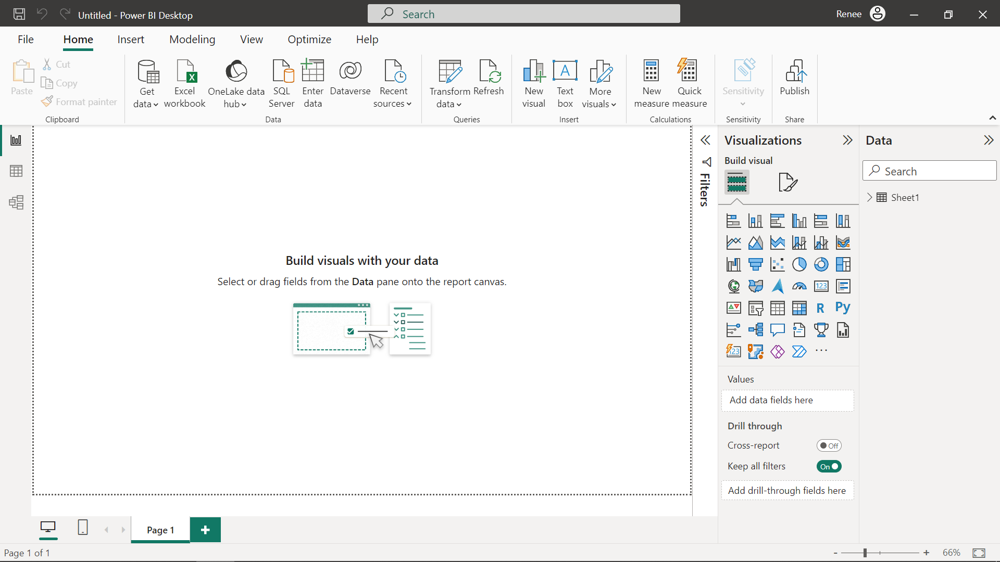 Untitled - Power BI Desktop
Search
Renee
File
Home
Insert
Modeling
View
Optimize
Help
Paste
Cut
Copy
Format painter
Clipboard
Get
data
Excel
workbook
OneLake data
hub
SQL
Server
Enter
data
Dataverse
Recent
sources
Data
Transform
data
Refresh
Queries
New
visual
Text
box
More
visuals
Insert
New
measure
Quick
measure
Calculations
Sensitivity
Sensitivity
Publish
Share
Build visuals with your data
Select or drag fields from the Data pane onto the report canvas.
Filters
Visualizations
Build visual
123
R
Py
123
Values
Add data fields here
Drill through
Cross-report
Off
Keep all filters
On
Add drill-through fields here
Data
Search
Sheet1
Page 1
Page 1 of 1
66%